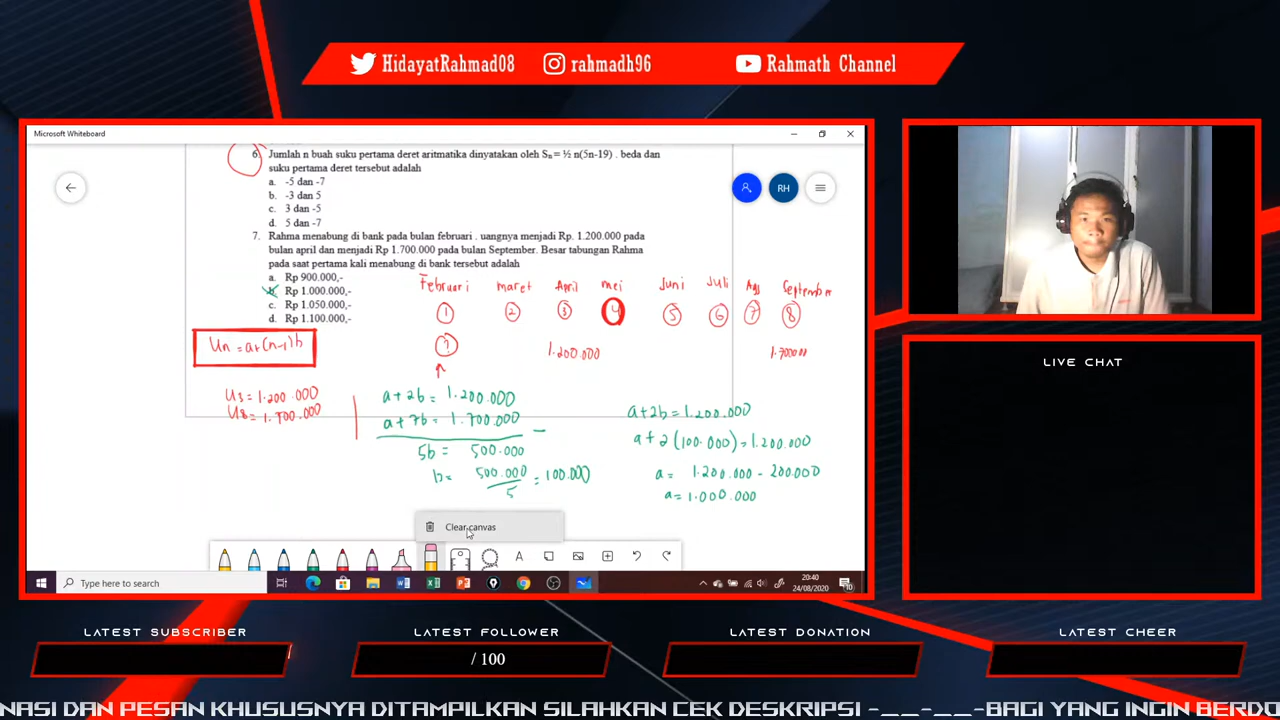 HidayatRahmad08 rahmadh96 Rahmath Channel
Microsoft Whiteboard
6. Jumlah n buah suku pertama deret aritmatika dinyatakan oleh Sₙ = ½ n(5n-19) . beda dan
suku pertama deret tersebut adalah
a. -5 dan -7
b. -3 dan 5
c. 3 dan -5
d. 5 dan -7
RH
7. Rahma menabung di bank pada bulan februari . uangnya menjadi Rp. 1.200.000 pada
bulan april dan menjadi Rp 1.700.000 pada bulan September. Besar tabungan Rahma
pada saat pertama kali menabung di bank tersebut adalah
a. Rp 900.000,-
b. Rp 1.000.000,-
c. Rp 1.050.000,-
d. Rp 1.100.000,-
Februari maret April mei Juni Juli Ags September
1 2 3 4 5 6 7 8
Un = a+(n-1)b
? 1.200.000
U3 = 1.200.000
U8 = 1.700.000
a+2b = 1.200.000
a+7b = 1.700.000
5b = 500.000
b = 500.000/5 = 100.000
a+2b = 1.200.000
a+2(100.000) = 1.200.000
a = 1.200.000 - 200.000
a = 1.000.000
Clear canvas
Type here to search
20:40
24/08/2020
LIVE CHAT
LATEST SUBSCRIBER LATEST FOLLOWER LATEST DONATION LATEST CHEER
/ 100
NASI DAN PESAN KHUSUSNYA DITAMPILKAN SILAHKAN CEK DESKRIPSI -__--__-BAGI YANG INGIN BERDO